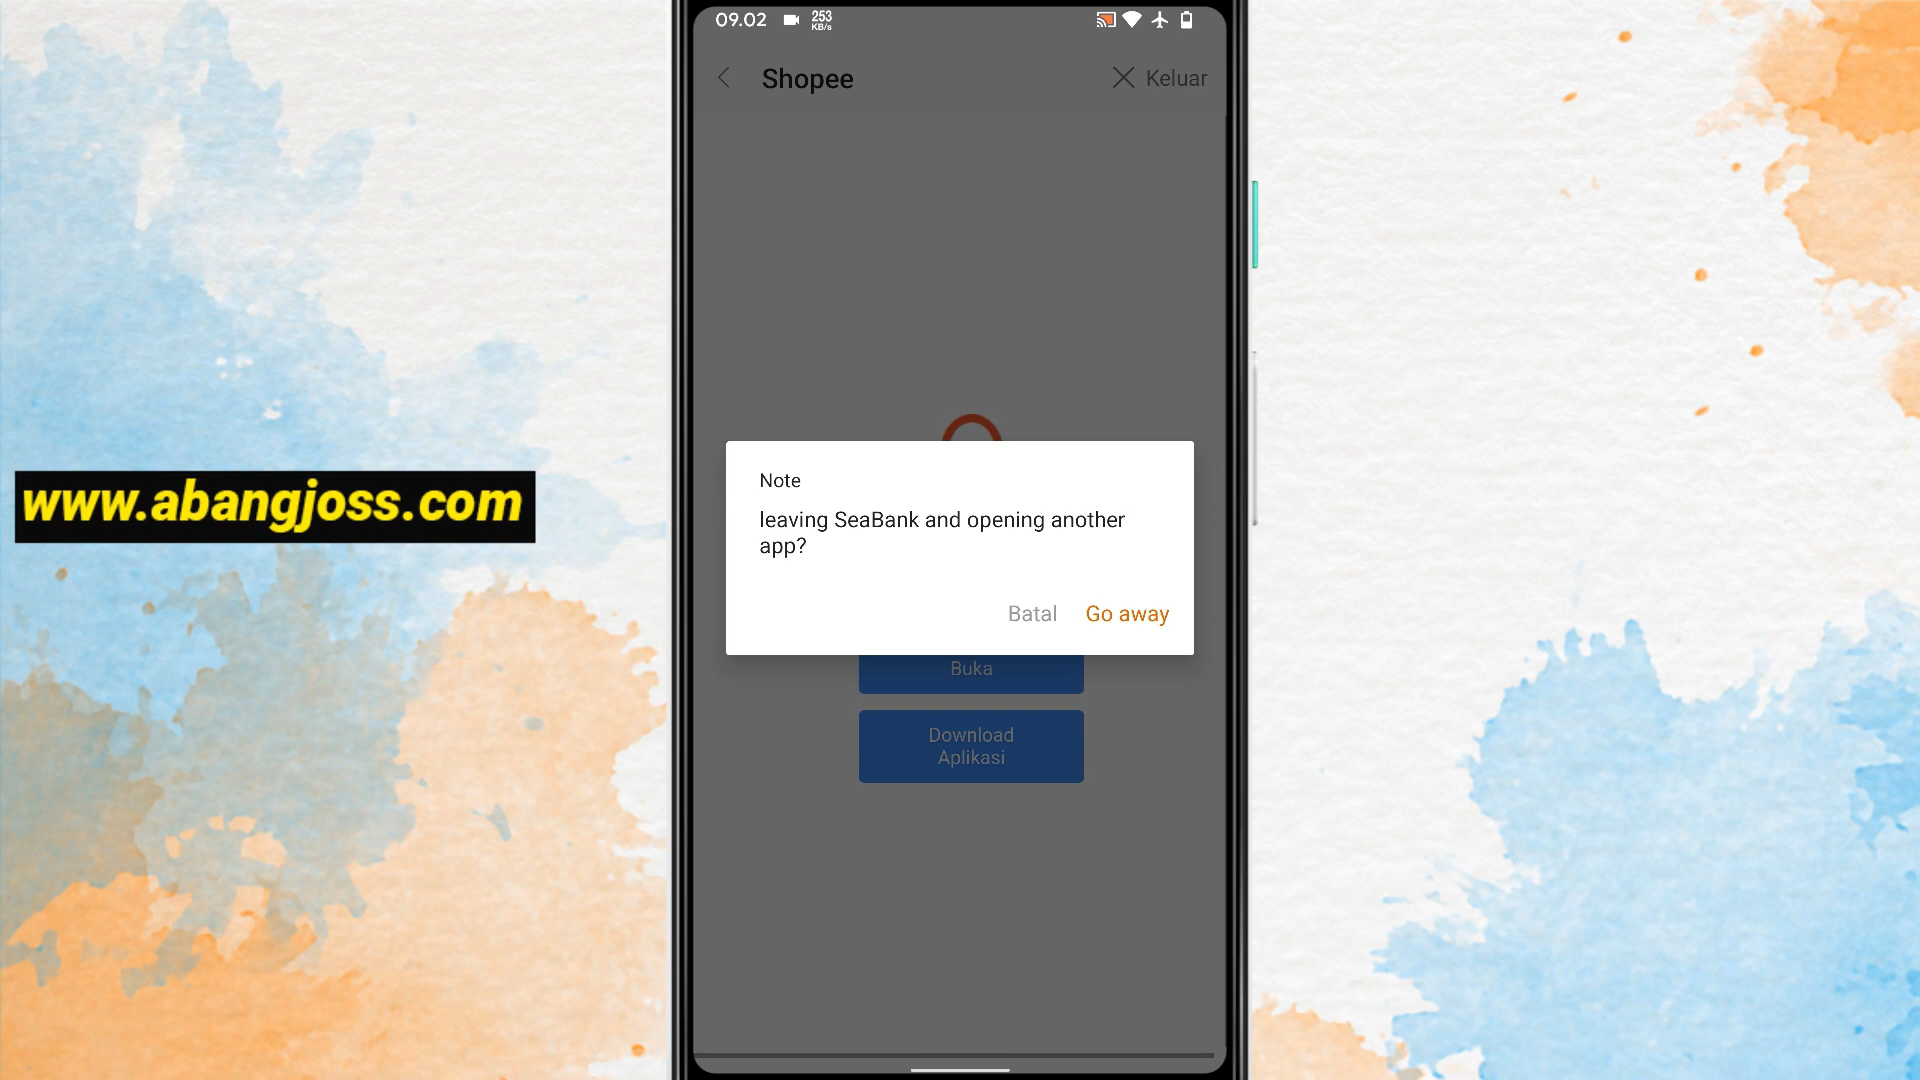 09.02
253
KB/s
Shopee
Keluar
www.abangjoss.com
Note
leaving SeaBank and opening another
app?
Batal
Go away
Buka
Download
Aplikasi